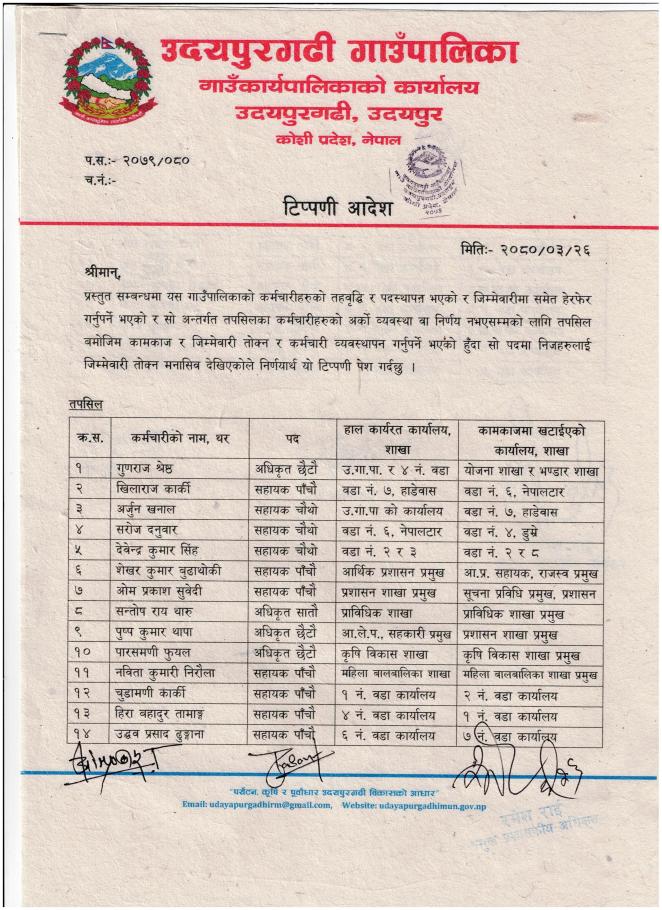 उदयपुरगढी गाउँपालिका
गाउँकार्यपालिकाको कार्यालय
उदयपुरगढी, उदयपुर
कोशी प्रदेश, नेपाल
प.स.:- २०७९/०८०
च.नं.:-
टिप्पणी आदेश
मितिः- २०८०/०३/२६
श्रीमान्,
प्रस्तुत सम्बन्धमा यस गाउँपालिकाको कर्मचारीहरुको तहवृद्धि र पदस्थापन भएको र जिम्मेवारीमा समेत हेरफेर
गर्नुपर्ने भएको र सो अन्तर्गत तपसिलका कर्मचारीहरुको अर्को व्यवस्था वा निर्णय नभएसम्मको लागि तपसिल
बमोजिम कामकाज र जिम्मेवारी तोक्न र कर्मचारी व्यवस्थापन गर्नुपर्ने भएको हुँदा सो पदमा निजहरुलाई
जिम्मेवारी तोक्न मनासिव देखिएकोले निर्णयार्थ यो टिप्पणी पेश गर्दछु ।
तपसिल
क्र.स. कर्मचारीको नाम, थर पद हाल कार्यरत कार्यालय, शाखा कामकाजमा खटाईएको कार्यालय, शाखा
१ गुणराज श्रेष्ठ अधिकृत छैटौ उ.गा.पा. र ४ नं. वडा योजना शाखा र भण्डार शाखा
२ खिलाराज कार्की सहायक पाँचौ वडा नं. ७, हाडेवास वडा नं. ६, नेपालटार
३ अर्जुन खनाल सहायक चौथो उ.गा.पा को कार्यालय वडा नं. ७, हाडेवास
४ सरोज दनुवार सहायक चौथो वडा नं. ६, नेपालटार वडा नं. ४, डुम्रे
५ देवेन्द्र कुमार सिंह सहायक चौथो वडा नं. २ र ३ वडा नं. २ र ८
६ शेखर कुमार बुढाथोकी सहायक पाँचौ आर्थिक प्रशासन प्रमुख आ.प्र. सहायक, राजस्व प्रमुख
७ ओम प्रकाश सुवेदी सहायक पाँचौ प्रशासन शाखा प्रमुख सूचना प्रविधि प्रमुख, प्रशासन
८ सन्तोष राय थारु अधिकृत सातौ प्राविधिक शाखा प्राविधिक शाखा प्रमुख
९ पुष्प कुमार थापा अधिकृत छैटौ आ.ले.प., सहकारी प्रमुख प्रशासन शाखा प्रमुख
१० पारसमणी फुयल अधिकृत छैटौ कृषि विकास शाखा कृषि विकास शाखा प्रमुख
११ नविता कुमारी निरौला सहायक पाँचौ महिला बालबालिका शाखा महिला बालबालिका शाखा प्रमुख
१२ चुडामणी कार्की सहायक पाँचौ १ नं. वडा कार्यालय २ नं. वडा कार्यालय
१३ हिरा बहादुर तामाङ्ग सहायक पाँचौ ४ नं. वडा कार्यालय १ नं. वडा कार्यालय
१४ उद्धव प्रसाद ढुङ्गाना सहायक पाँचौ ६ नं. वडा कार्यालय ७ नं. वडा कार्यालय
"पर्यटन, कृषि र पूर्वाधार उदयपुरगढी विकासको आधार"
Email: udayapurgadhirm@gmail.com, Website: udayapurgadhimun.gov.np
रमेश राई